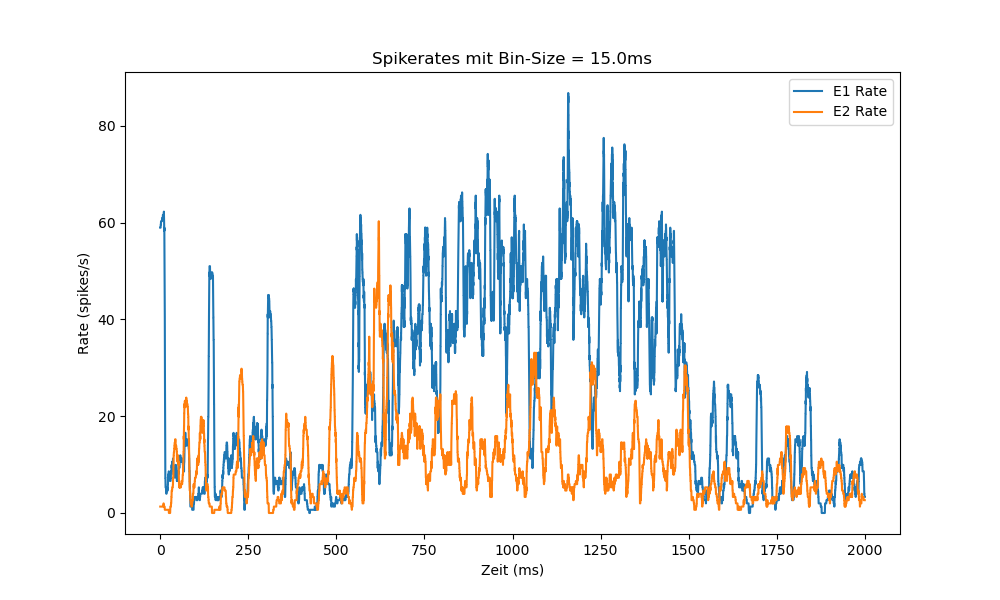 Spikerates mit Bin-Size = 15.0ms
E1 Rate
E2 Rate
80
60
40
20
0
Rate (spikes/s)
0 250 500 750 1000 1250 1500 1750 2000
Zeit (ms)